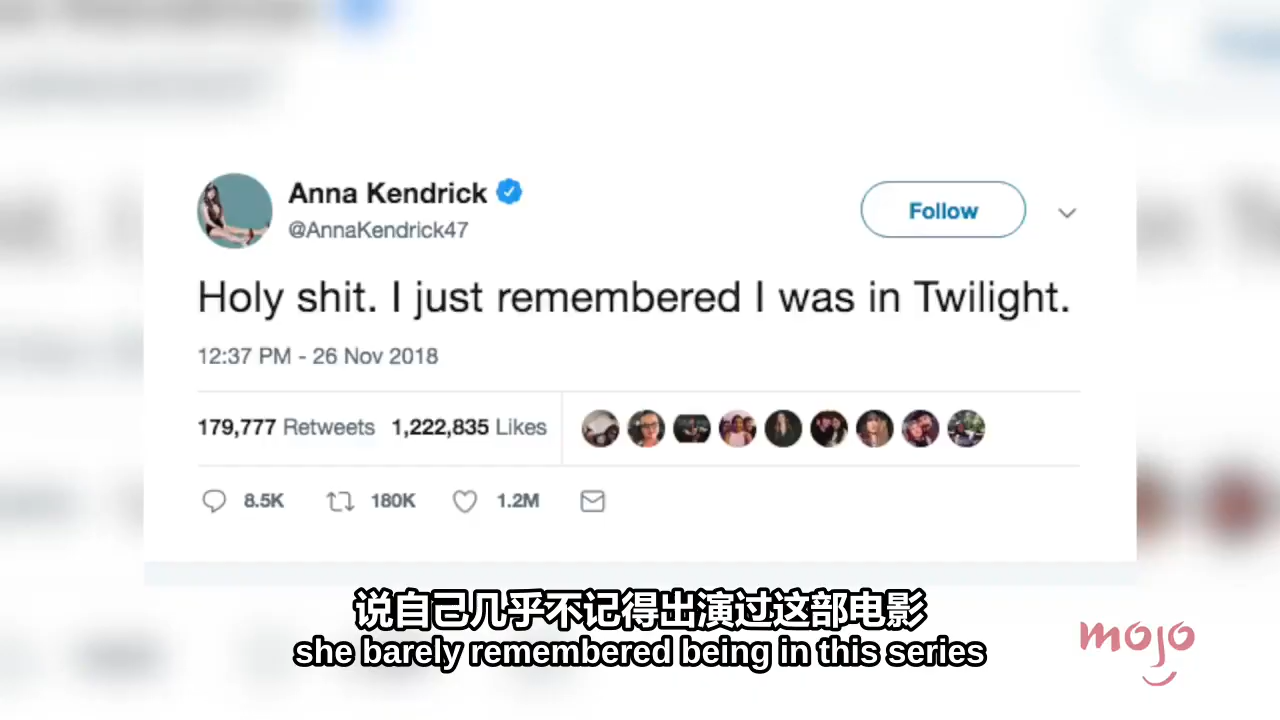 Anna Kendrick
@AnnaKendrick47
Follow
Holy shit. I just remembered I was in Twilight.
12:37 PM - 26 Nov 2018
179,777 Retweets 1,222,835 Likes
8.5K 180K 1.2M
说自己几乎不记得出演过这部电影
she barely remembered being in this series
mojo